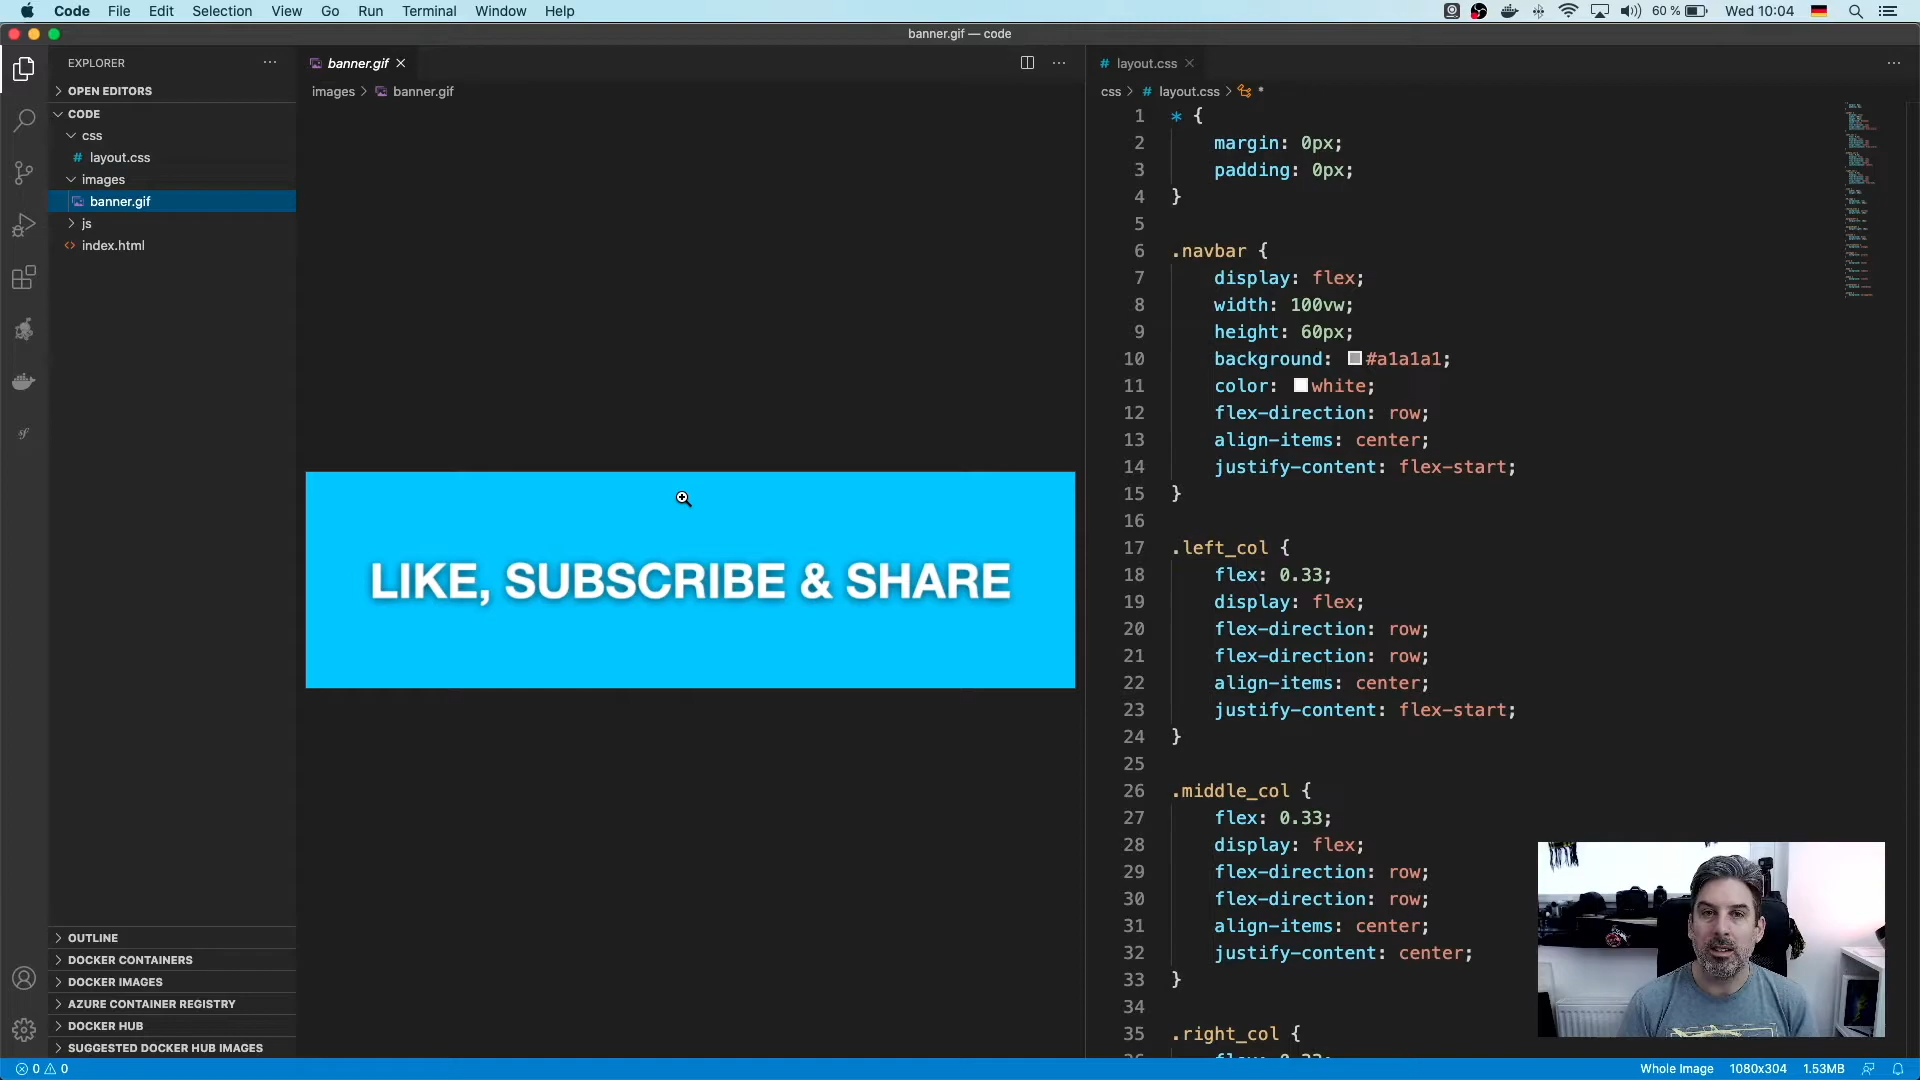 Code File Edit Selection View Go Run Terminal Window Help 60 % Wed 10:04
banner.gif — code
EXPLORER
OPEN EDITORS
CODE
css
# layout.css
images
banner.gif
js
<> index.html
OUTLINE
DOCKER CONTAINERS
DOCKER IMAGES
AZURE CONTAINER REGISTRY
DOCKER HUB
SUGGESTED DOCKER HUB IMAGES
banner.gif
images > banner.gif
LIKE, SUBSCRIBE & SHARE
# layout.css
css > # layout.css > *
1 * {
2 margin: 0px;
3 padding: 0px;
4 }
5
6 .navbar {
7 display: flex;
8 width: 100vw;
9 height: 60px;
10 background: #a1a1a1;
11 color: white;
12 flex-direction: row;
13 align-items: center;
14 justify-content: flex-start;
15 }
16
17 .left_col {
18 flex: 0.33;
19 display: flex;
20 flex-direction: row;
21 flex-direction: row;
22 align-items: center;
23 justify-content: flex-start;
24 }
25
26 .middle_col {
27 flex: 0.33;
28 display: flex;
29 flex-direction: row;
30 flex-direction: row;
31 align-items: center;
32 justify-content: center;
33 }
34
35 .right_col {
0 0
Whole Image 1080x304 1.53MB